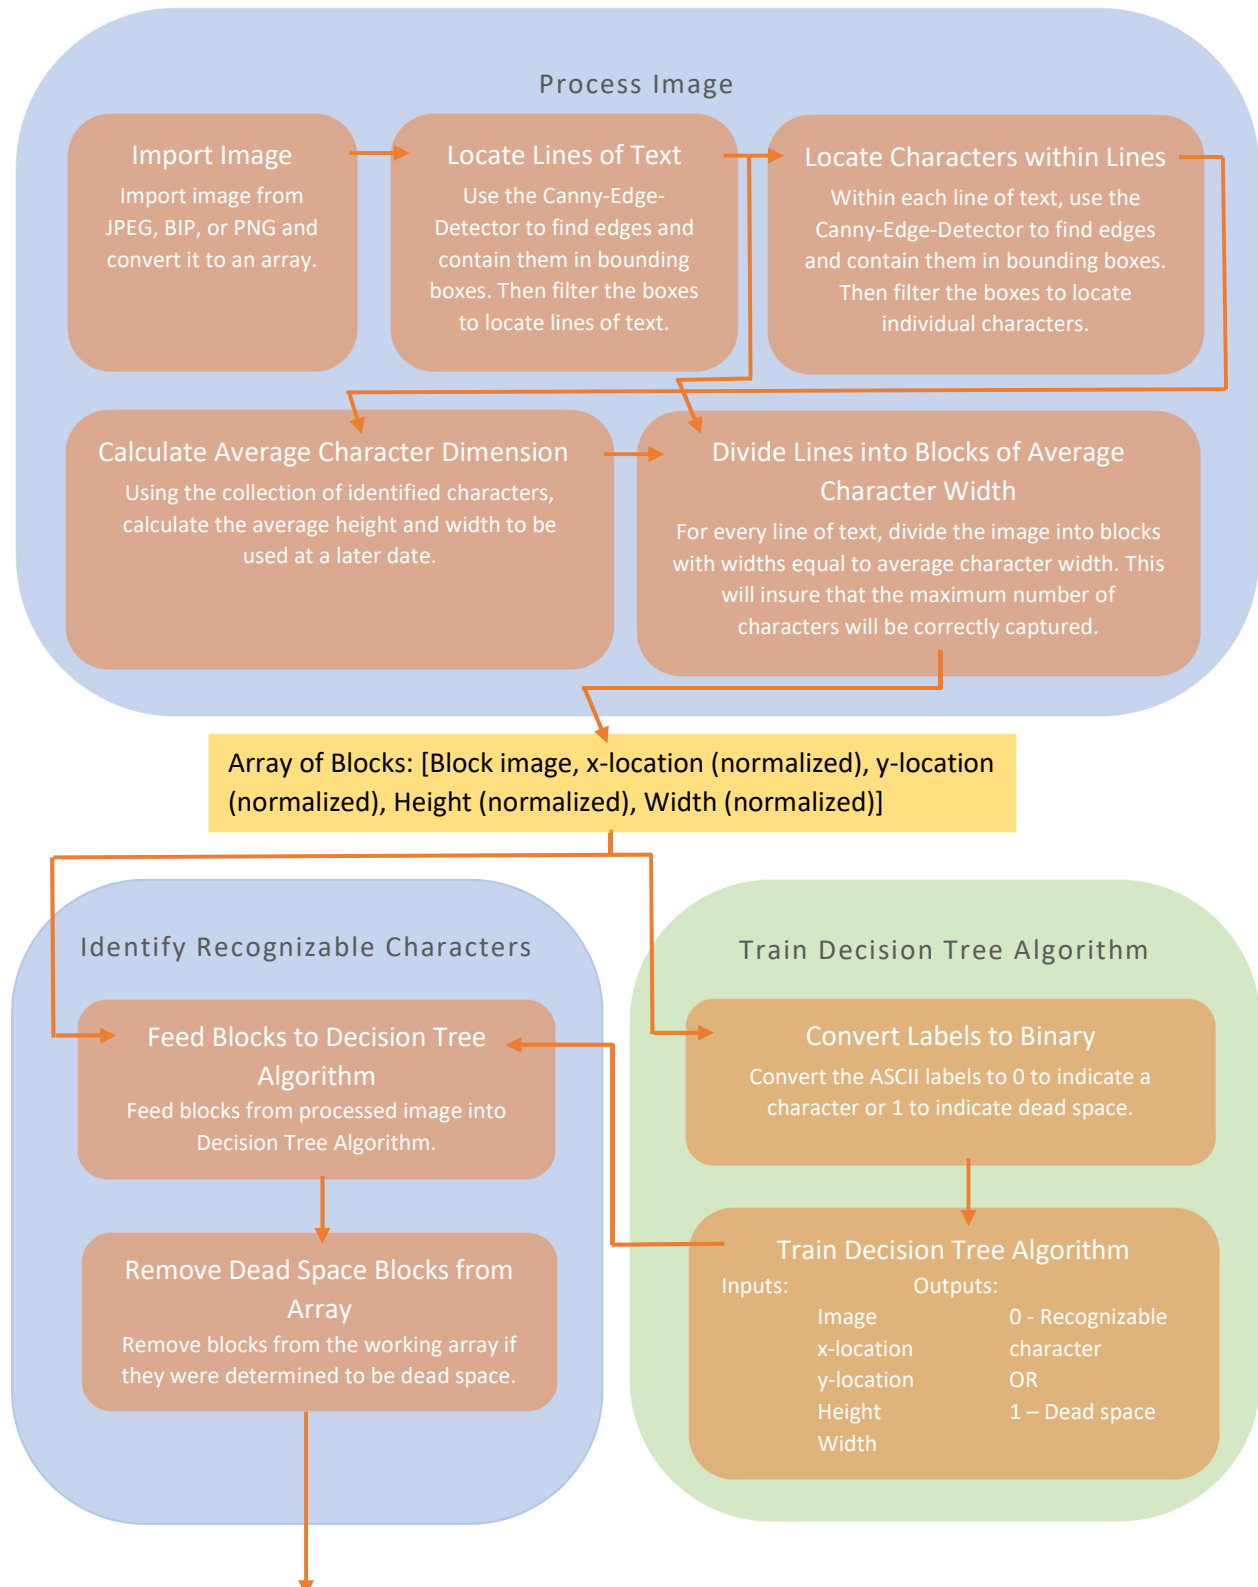 Process Image
Import Image
Import image from
JPEG, BIP, or PNG and
convert it to an array.
Locate Lines of Text
Use the Canny-Edge-
Detector to find edges and
contain them in bounding
boxes. Then filter the boxes
to locate lines of text.
Locate Characters within Lines
Within each line of text, use the
Canny-Edge-Detector to find edges
and contain them in bounding boxes.
Then filter the boxes to locate
individual characters.
Calculate Average Character Dimension
Using the collection of identified characters,
calculate the average height and width to be
used at a later date.
Divide Lines into Blocks of Average
Character Width
For every line of text, divide the image into blocks
with widths equal to average character width. This
will insure that the maximum number of
characters will be correctly captured.
Array of Blocks: [Block image, x-location (normalized), y-location
(normalized), Height (normalized), Width (normalized)]
Identify Recognizable Characters
Feed Blocks to Decision Tree
Algorithm
Feed blocks from processed image into
Decision Tree Algorithm.
Remove Dead Space Blocks from
Array
Remove blocks from the working array if
they were determined to be dead space.
Train Decision Tree Algorithm
Convert Labels to Binary
Convert the ASCII labels to 0 to indicate a
character or 1 to indicate dead space.
Train Decision Tree Algorithm
Inputs:
Image
x-location
y-location
Height
Width
Outputs:
0 - Recognizable
character
OR
1 – Dead space